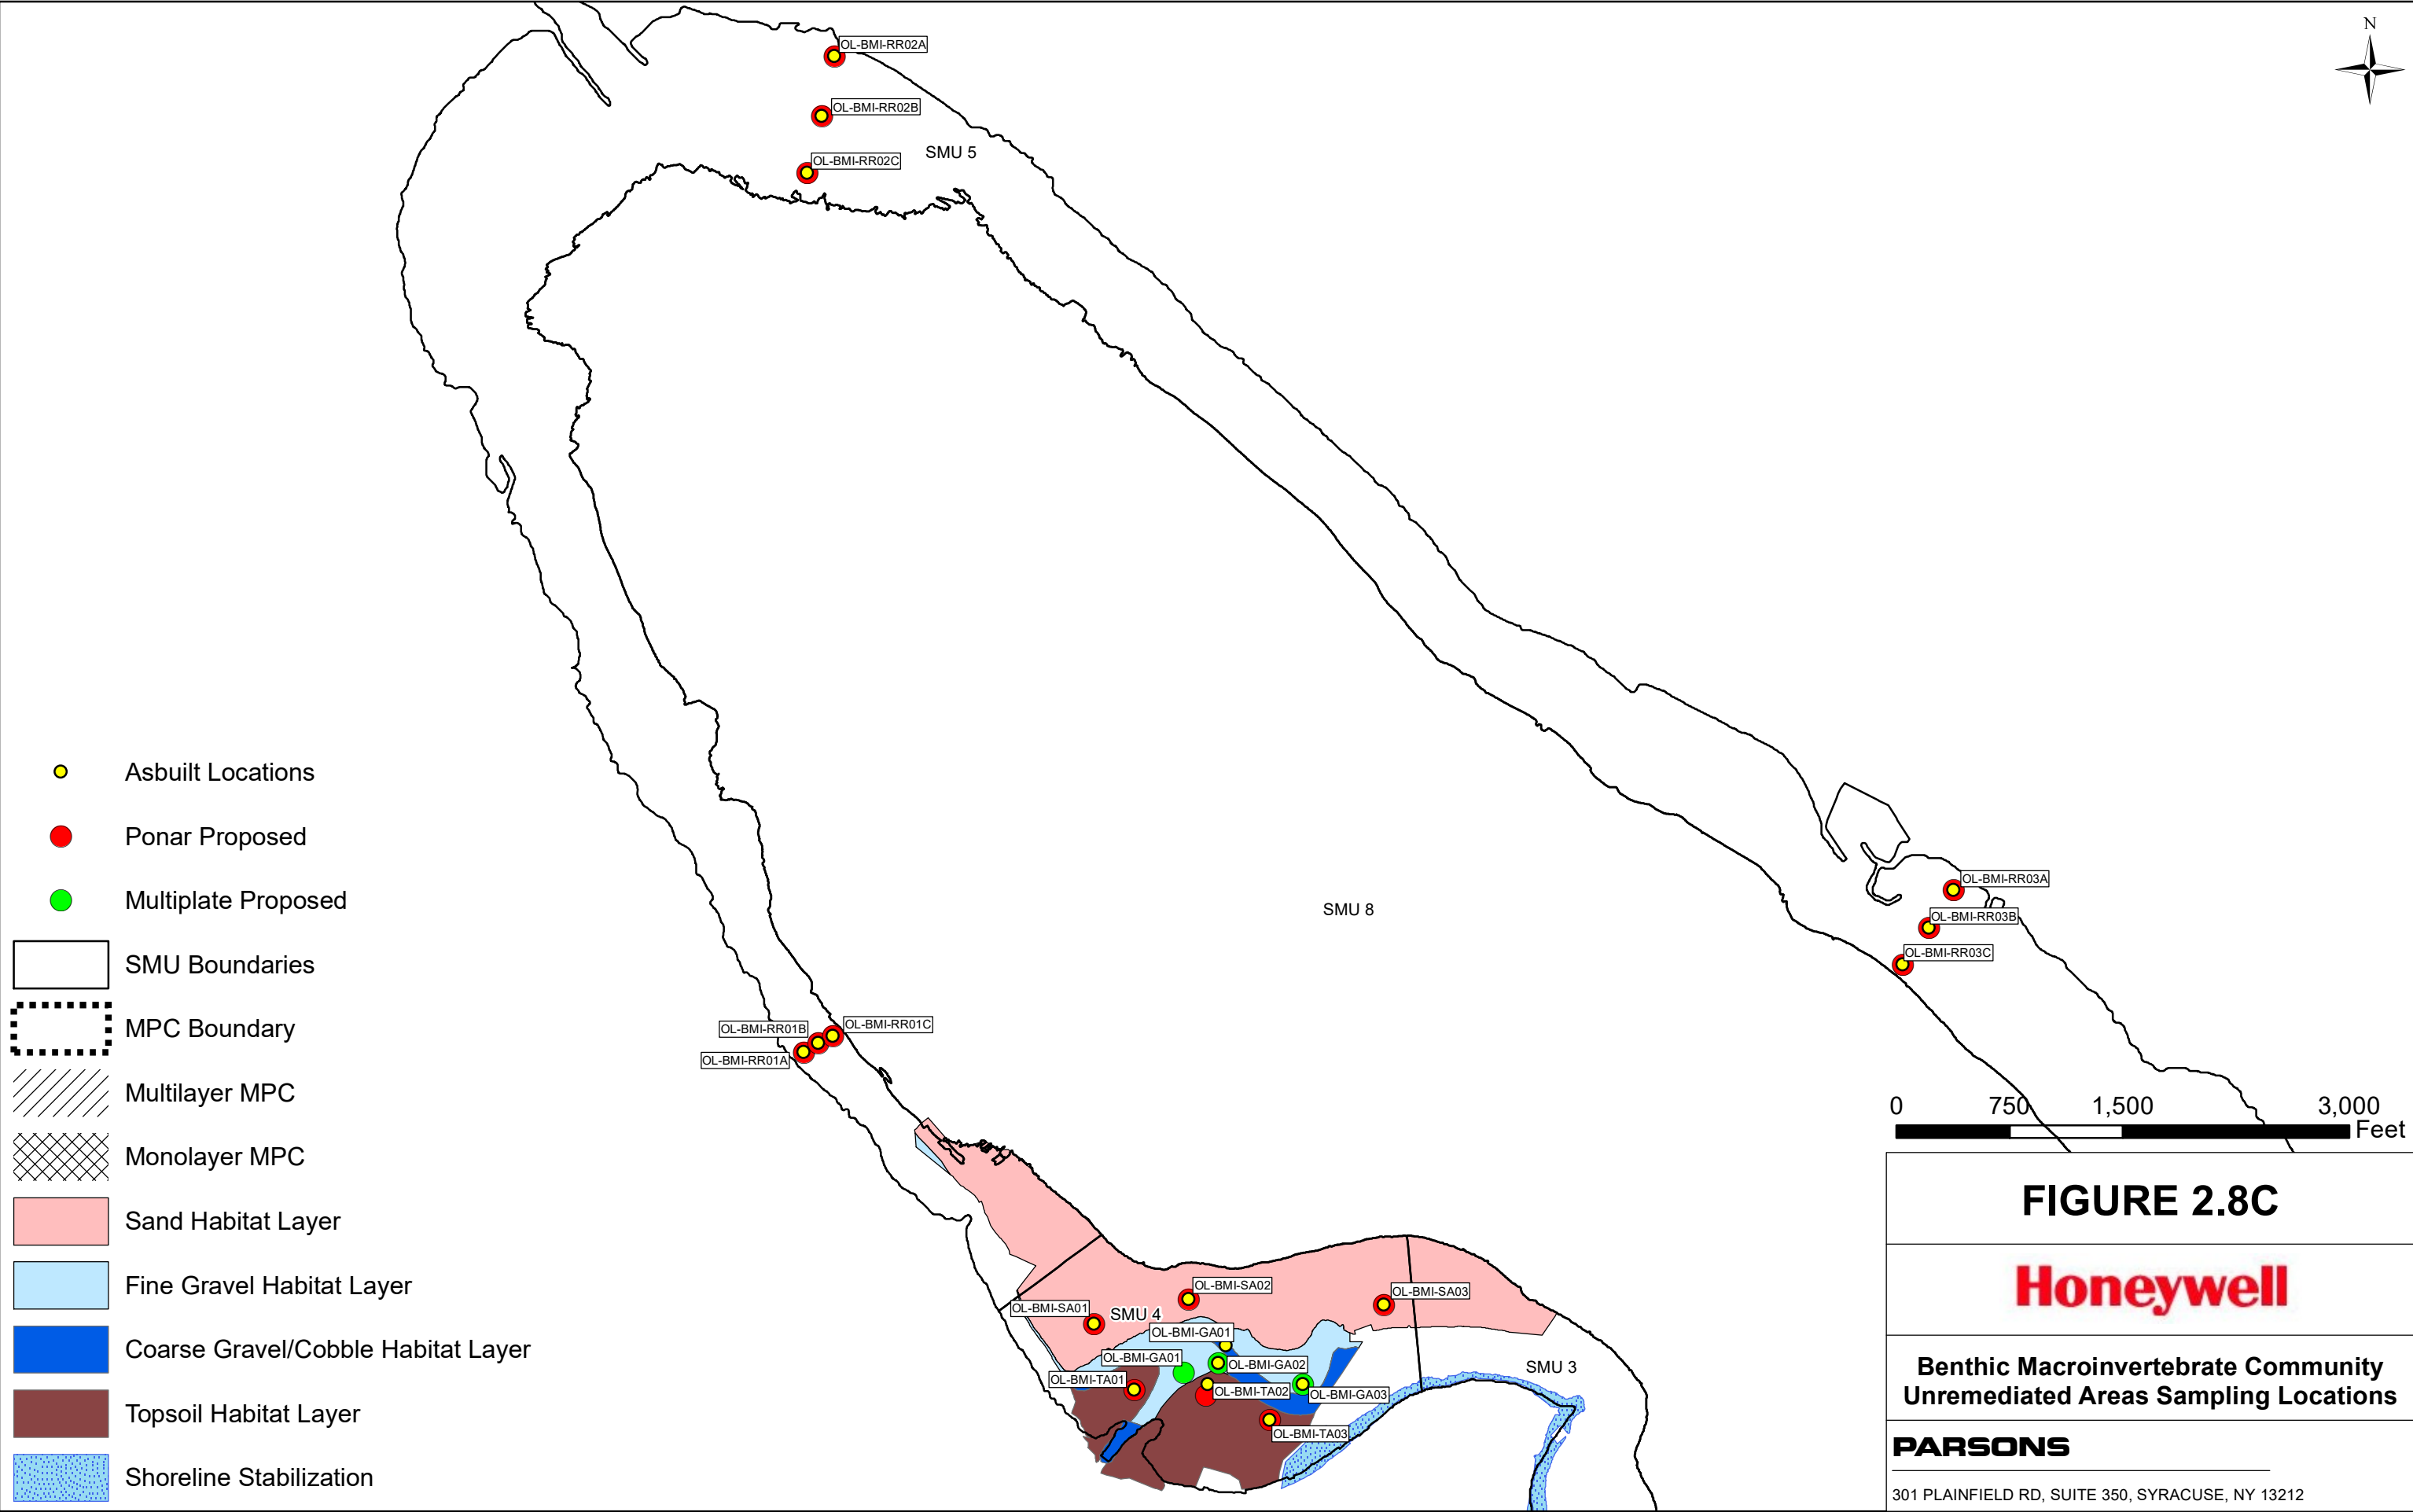 N
OL-BMI-RR02A
OL-BMI-RR02B
OL-BMI-RR02C
SMU 5
Asbuilt Locations
Ponar Proposed
Multiplate Proposed
SMU Boundaries
MPC Boundary
Multilayer MPC
Monolayer MPC
Sand Habitat Layer
Fine Gravel Habitat Layer
Coarse Gravel/Cobble Habitat Layer
Topsoil Habitat Layer
Shoreline Stabilization
SMU 8
OL-BMI-RR03A
OL-BMI-RR03B
OL-BMI-RR03C
OL-BMI-RR01C
OL-BMI-RR01B
OL-BMI-RR01A
OL-BMI-SA02
OL-BMI-SA03
OL-BMI-SA01
SMU 4
OL-BMI-GA01
OL-BMI-GA01
OL-BMI-GA02
OL-BMI-TA01
OL-BMI-TA02
OL-BMI-GA03
OL-BMI-TA03
SMU 3
0 750 1,500 3,000
Feet
FIGURE 2.8C
Honeywell
Benthic Macroinvertebrate Community
Unremediated Areas Sampling Locations
PARSONS
301 PLAINFIELD RD, SUITE 350, SYRACUSE, NY 13212